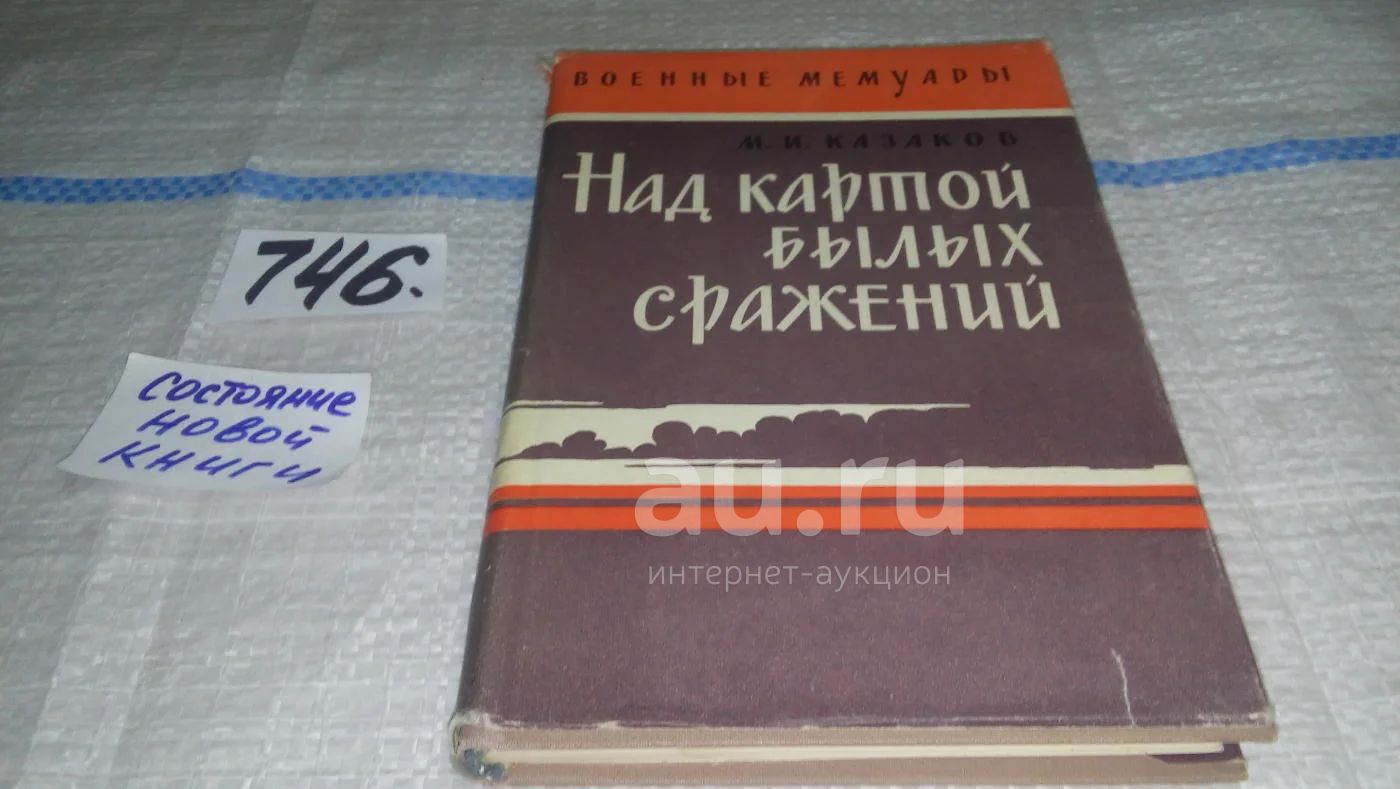 ВОЕННЫЕ МЕМУАРЫ
М. И. КАЗАКОВ
Над картой
былых
сражений
746.
состояние
новой
книги
au.ru
интернет-аукцион